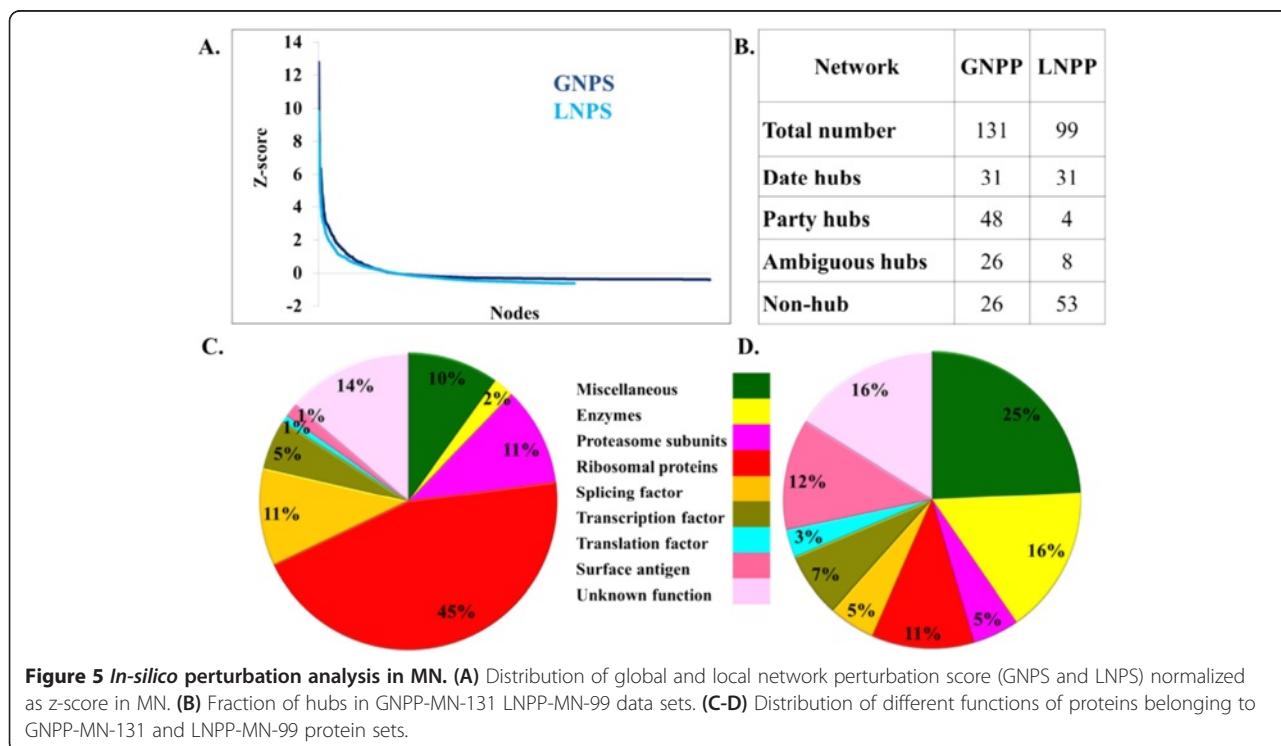 A.
14
12
10
8
6
4
2
0
-2
Z-score
Nodes
GNPS
LNPS
B.
Network GNPP LNPP
Total number 131 99
Date hubs 31 31
Party hubs 48 4
Ambiguous hubs 26 8
Non-hub 26 53
C.
14%
10%
2%
11%
45%
11%
5%
1%
1%
Miscellaneous
Enzymes
Proteasome subunits
Ribosomal proteins
Splicing factor
Transcription factor
Translation factor
Surface antigen
Unknown function
D.
16%
25%
16%
5%
11%
5%
7%
3%
12%
Figure 5 In-silico perturbation analysis in MN. (A) Distribution of global and local network perturbation score (GNPS and LNPS) normalized
as z-score in MN. (B) Fraction of hubs in GNPP-MN-131 LNPP-MN-99 data sets. (C-D) Distribution of different functions of proteins belonging to
GNPP-MN-131 and LNPP-MN-99 protein sets.